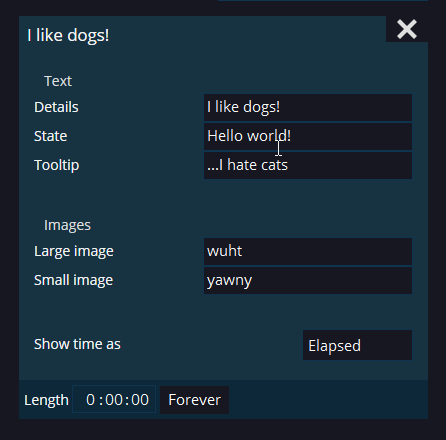 I like dogs!
Text
Details I like dogs!
State Hello world!
Tooltip ...I hate cats
Images
Large image wuht
Small image yawny
Show time as Elapsed
Length 0:00:00 Forever